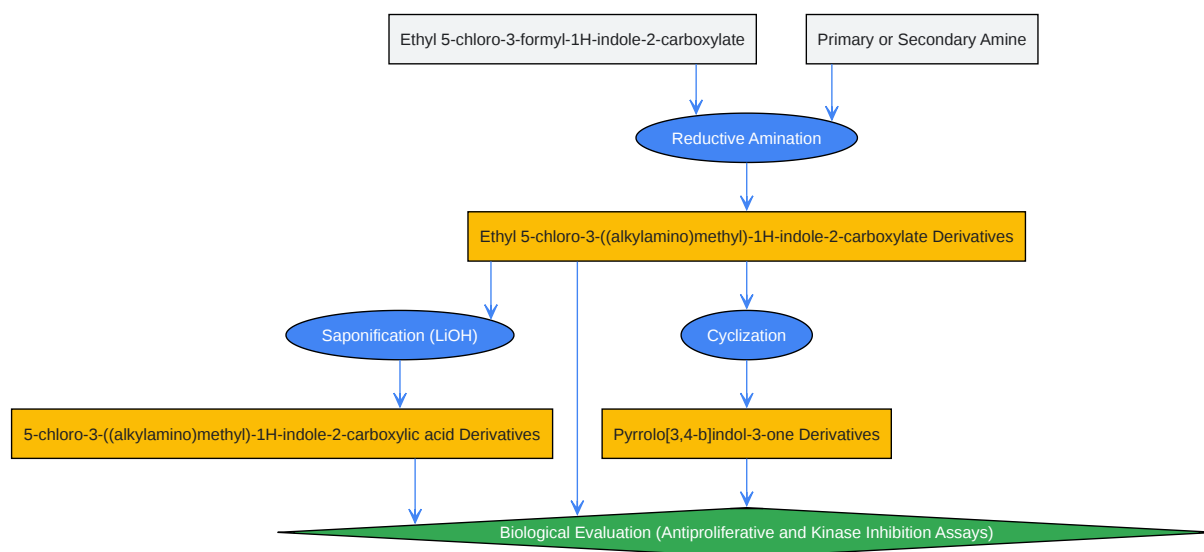 Ethyl 5-chloro-3-formyl-1H-indole-2-carboxylate
Primary or Secondary Amine
Reductive Amination
Ethyl 5-chloro-3-((alkylamino)methyl)-1H-indole-2-carboxylate Derivatives
Saponification (LiOH)
Cyclization
5-chloro-3-((alkylamino)methyl)-1H-indole-2-carboxylic acid Derivatives
Pyrrolo[3,4-b]indol-3-one Derivatives
Biological Evaluation (Antiproliferative and Kinase Inhibition Assays)